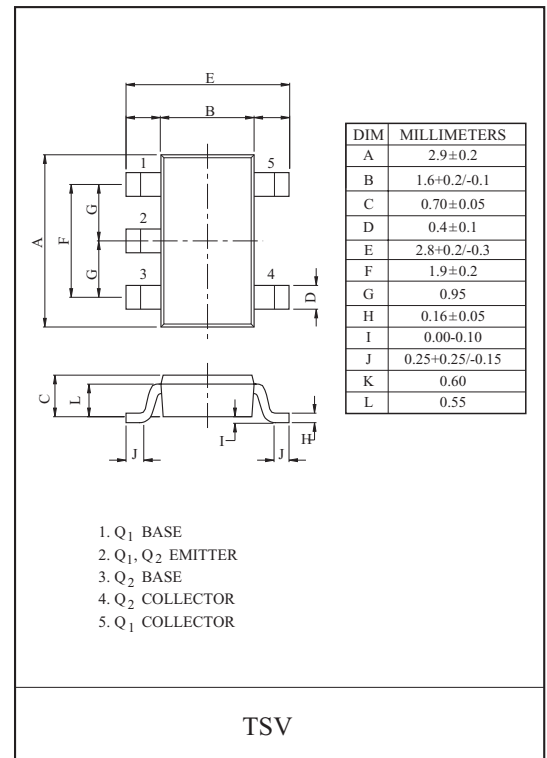 E
B
1
5
2
3
4
A
F
G
G
D
C
L
I
H
J
J
DIM MILLIMETERS
A 2.9±0.2
B 1.6+0.2/-0.1
C 0.70±0.05
D 0.4±0.1
E 2.8+0.2/-0.3
F 1.9±0.2
G 0.95
H 0.16±0.05
I 0.00-0.10
J 0.25+0.25/-0.15
K 0.60
L 0.55
1. Q1 BASE
2. Q1, Q2 EMITTER
3. Q2 BASE
4. Q2 COLLECTOR
5. Q1 COLLECTOR
TSV